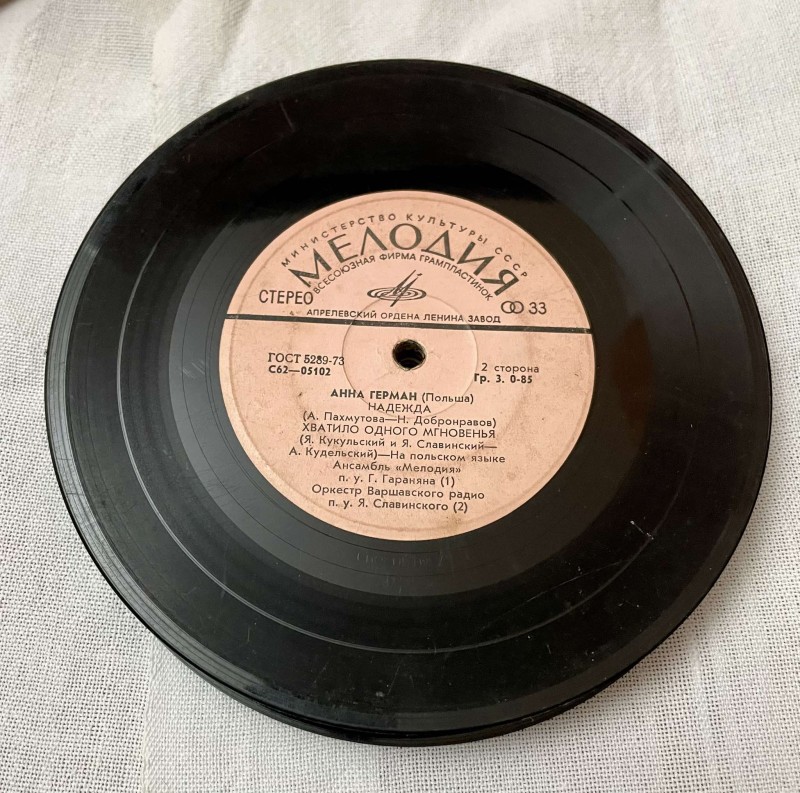 МИНИСТЕРСТВО КУЛЬТУРЫ СССР
МЕЛОДИЯ
ВСЕСОЮЗНАЯ ФИРМА ГРАМПЛАСТИНОК
СТЕРЕО
33
АПРЕЛЕВСКИЙ ОРДЕНА ЛЕНИНА ЗАВОД
ГОСТ 5289-73
С62—05102
2 сторона
Гр. 3. 0-85
АННА ГЕРМАН (Польша)
НАДЕЖДА
(А. Пахмутова—Н. Добронравов)
ХВАТИЛО ОДНОГО МГНОВЕНЬЯ
(Я. Кукульский и Я. Славинский—
А. Кудельский)—На польском языке
Ансамбль «Мелодия»
п. у. Г. Гараняна (1)
Оркестр Варшавского радио
п. у. Я. Славинского (2)